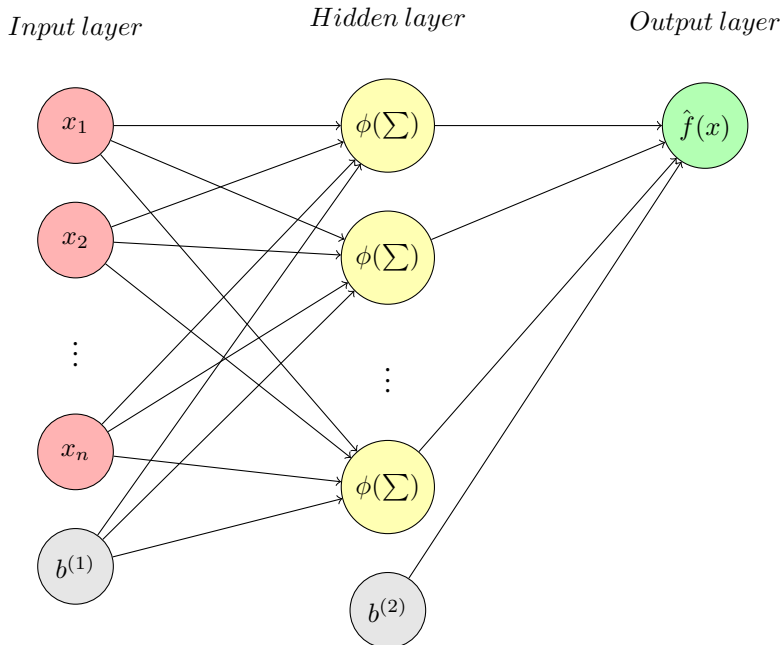 Input layer
Hidden layer
Output layer
x₁
ϕ(∑)
f̂(x)
x₂
ϕ(∑)
⋮
⋮
xₙ
ϕ(∑)
b⁽¹⁾
b⁽²⁾